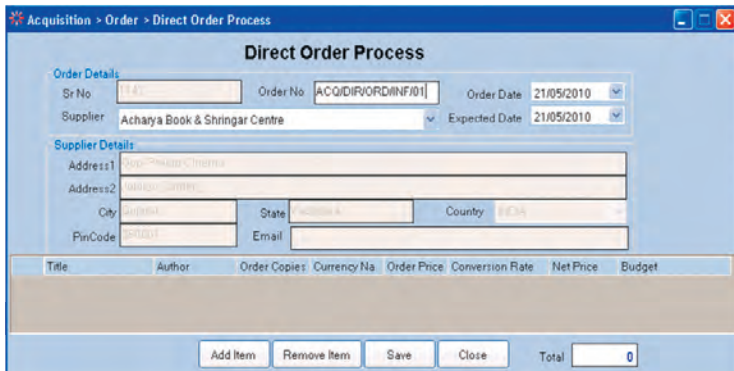 Acquisition > Order > Direct Order Process
Direct Order Process
Order Details
Sr No Order No ACQ/DIR/ORD/INF/01 Order Date 21/05/2010
Supplier Acharya Book & Shringar Centre Expected Date 21/05/2010
Supplier Details
Address1 Cinema
Address2
City State Country INDIA
PinCode Email
Title Author Order Copies Currency Na Order Price Conversion Rate Net Price Budget
Add Item Remove Item Save Close Total 0